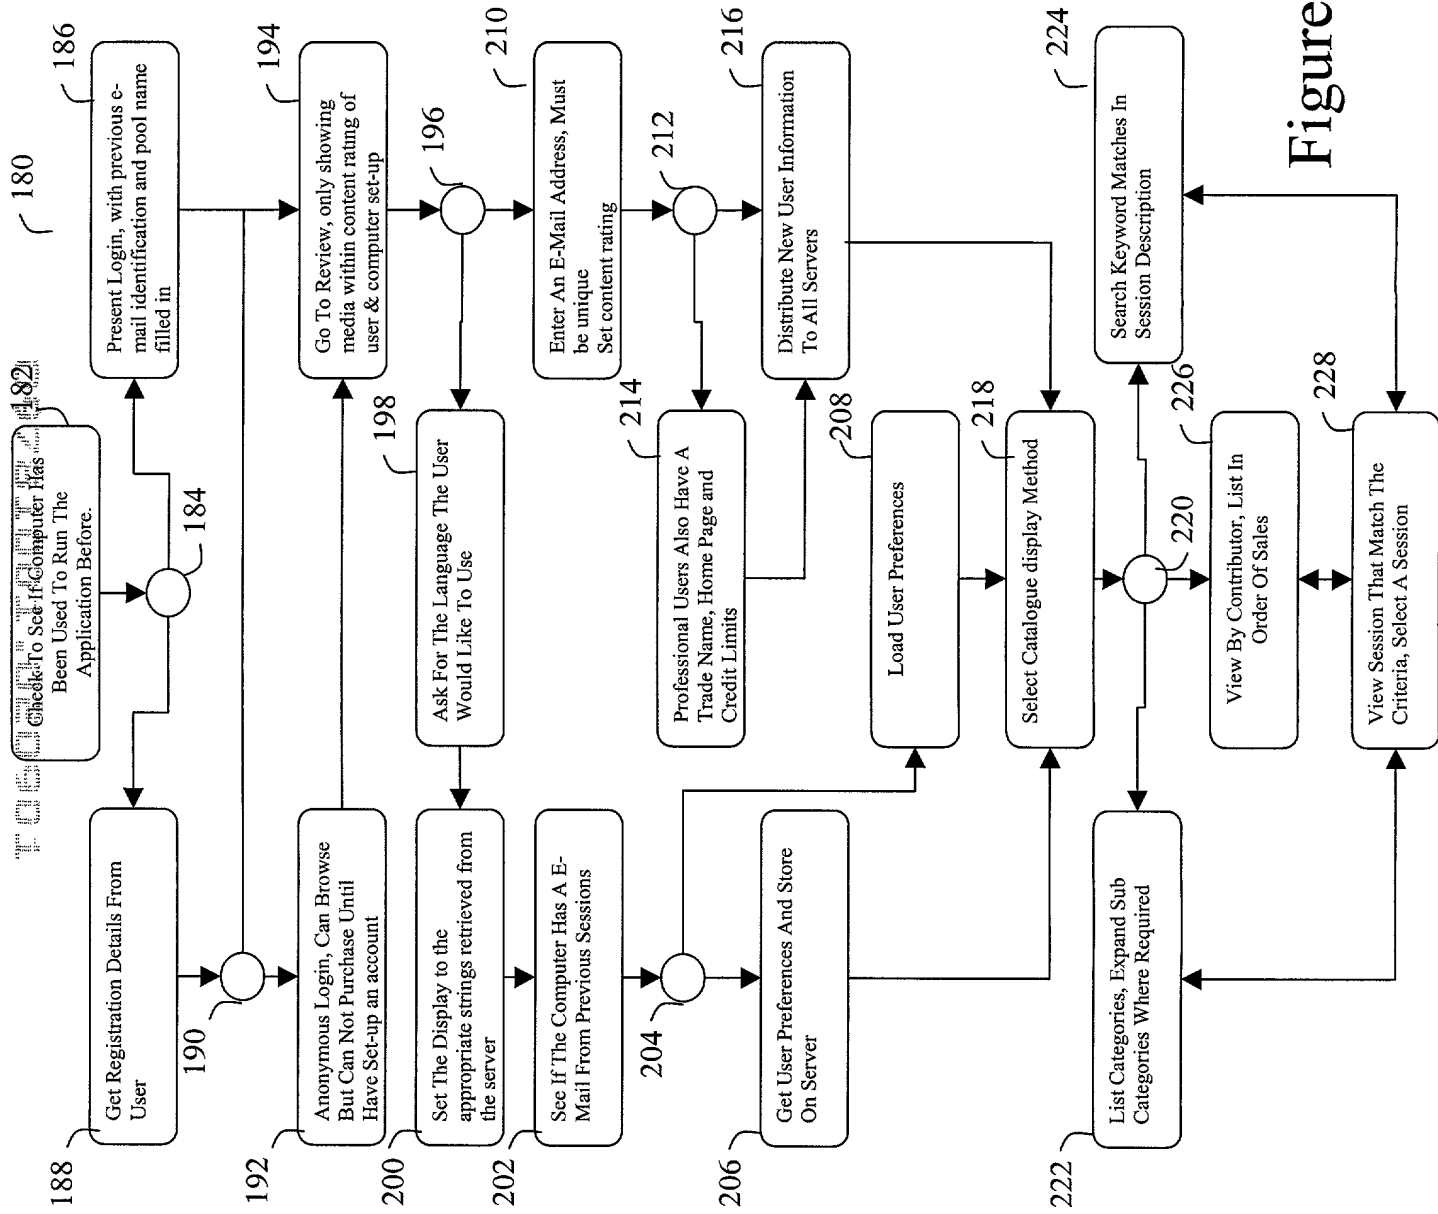 180
182
Check To See If Computer Has
Been Used To Run The
Application Before.
184
186
Present Login, with previous e-
mail identification and pool name
filled in
188
Get Registration Details From
User
190
192
Anonymous Login, Can Browse
But Can Not Purchase Until
Have Set-up an account
194
Go To Review, only showing
media within content rating of
user & computer set-up
196
198
Ask For The Language The User
Would Like To Use
200
Set The Display to the
appropriate strings retrieved from
the server
202
See If The Computer Has A E-
Mail From Previous Sessions
204
206
Get User Preferences And Store
On Server
208
Load User Preferences
210
Enter An E-Mail Address, Must
be unique
Set content rating
212
214
Professional Users Also Have A
Trade Name, Home Page and
Credit Limits
216
Distribute New User Information
To All Servers
218
Select Catalogue display Method
220
222
List Categories, Expand Sub
Categories Where Required
224
Search Keyword Matches In
Session Description
226
View By Contributor, List In
Order Of Sales
228
View Session That Match The
Criteria, Select A Session
Figure